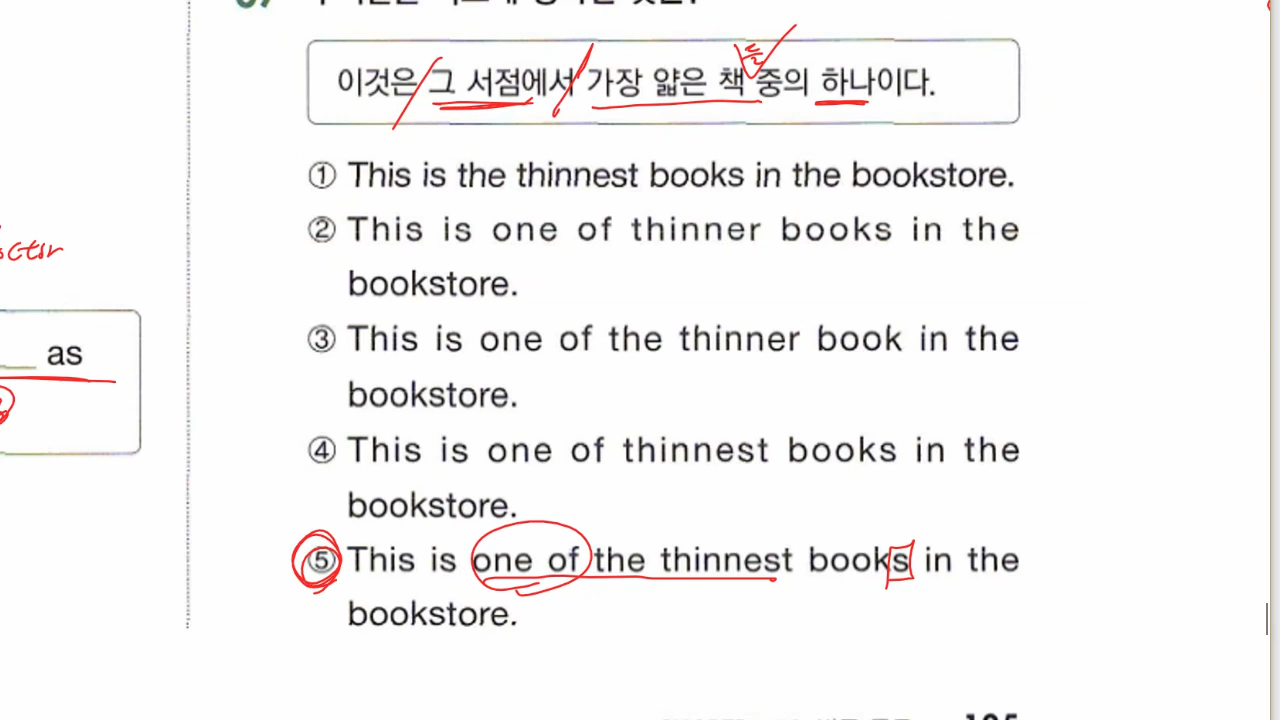 이것은 그 서점에서 가장 얇은 책 중의 하나이다.
들
① This is the thinnest books in the bookstore.
② This is one of thinner books in the
bookstore.
③ This is one of the thinner book in the
bookstore.
④ This is one of thinnest books in the
bookstore.
⑤ This is one of the thinnest books in the
bookstore.
as